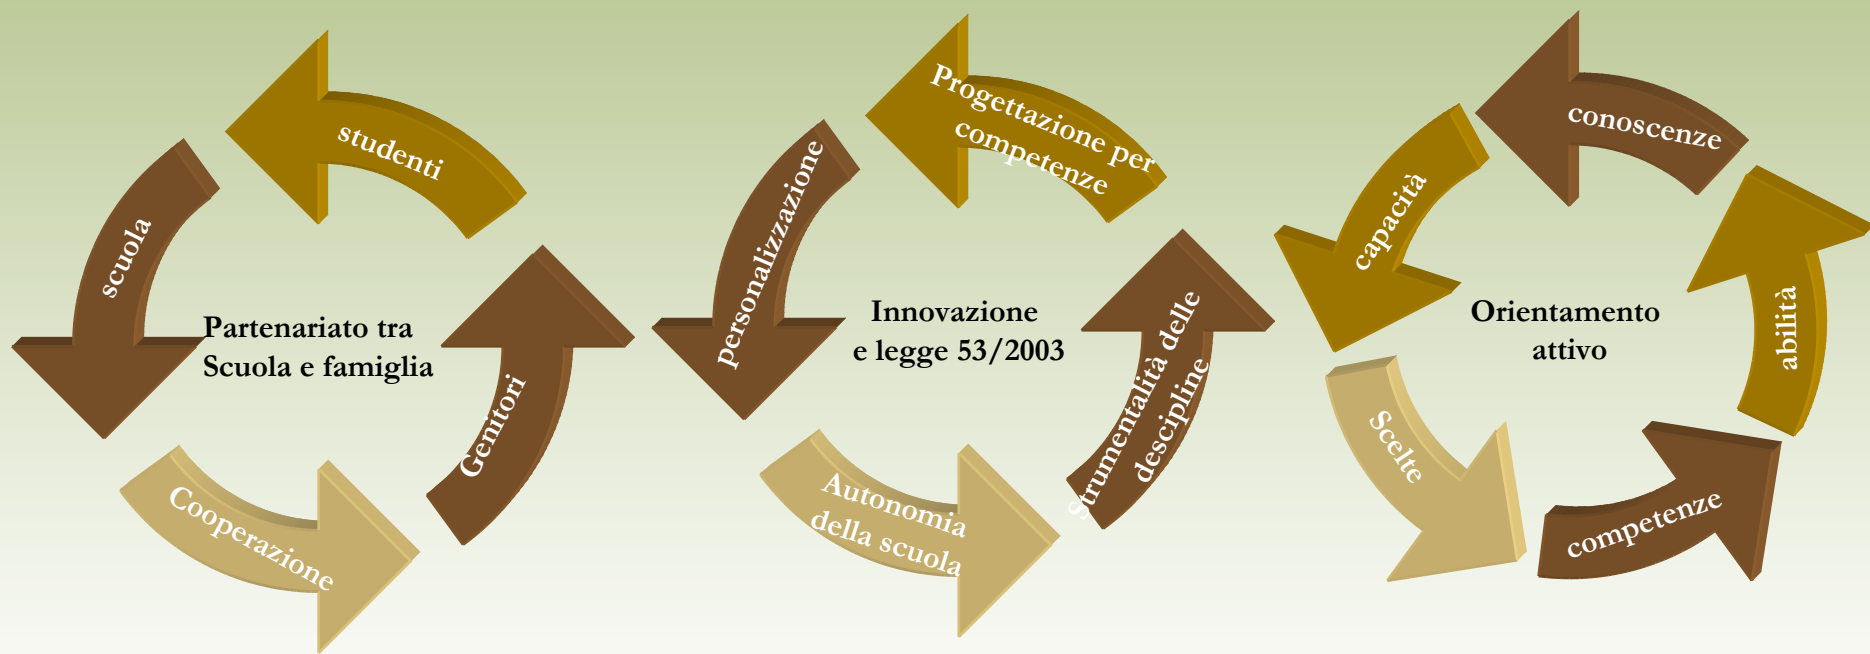 studenti
scuola
Partenariato tra
Scuola e famiglia
Genitori
Cooperazione
Progettazione per
competenze
personalizzazione
Innovazione
e legge 53/2003
Strumentalità delle
descipline
Autonomia
della scuola
conoscenze
capacità
Orientamento
attivo
abilità
Scelte
competenze